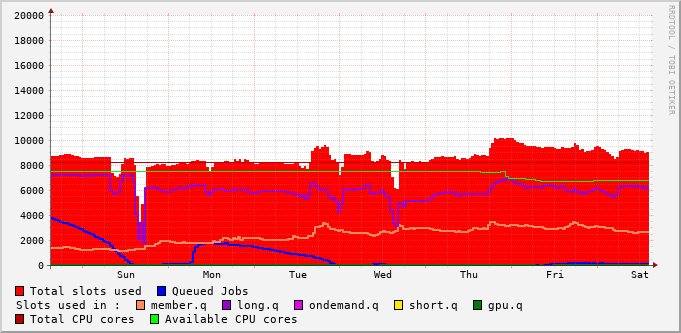 20000
18000
16000
14000
12000
10000
8000
6000
4000
2000
0
Sun Mon Tue Wed Thu Fri Sat
RRDTOOL / TOBI OETIKER
Total slots used Queued Jobs
Slots used in : member.q long.q ondemand.q short.q gpu.q
Total CPU cores Available CPU cores